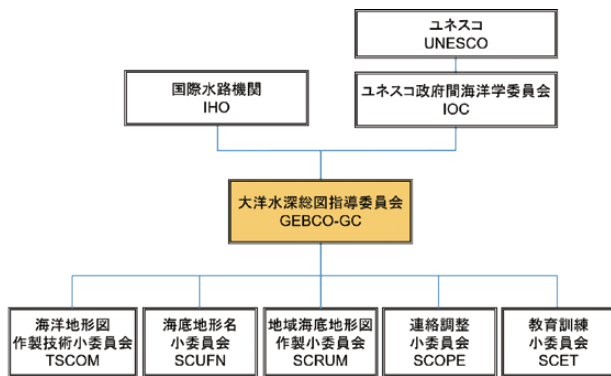 ユネスコ
UNESCO
国際水路機関
IHO
ユネスコ政府間海洋学委員会
IOC
大洋水深総図指導委員会
GEBCO-GC
海洋地形図
作製技術小委員会
TSCOM
海底地形名
小委員会
SCUFN
地域海底地形図
作製小委員会
SCRUM
連絡調整
小委員会
SCOPE
教育訓練
小委員会
SCET